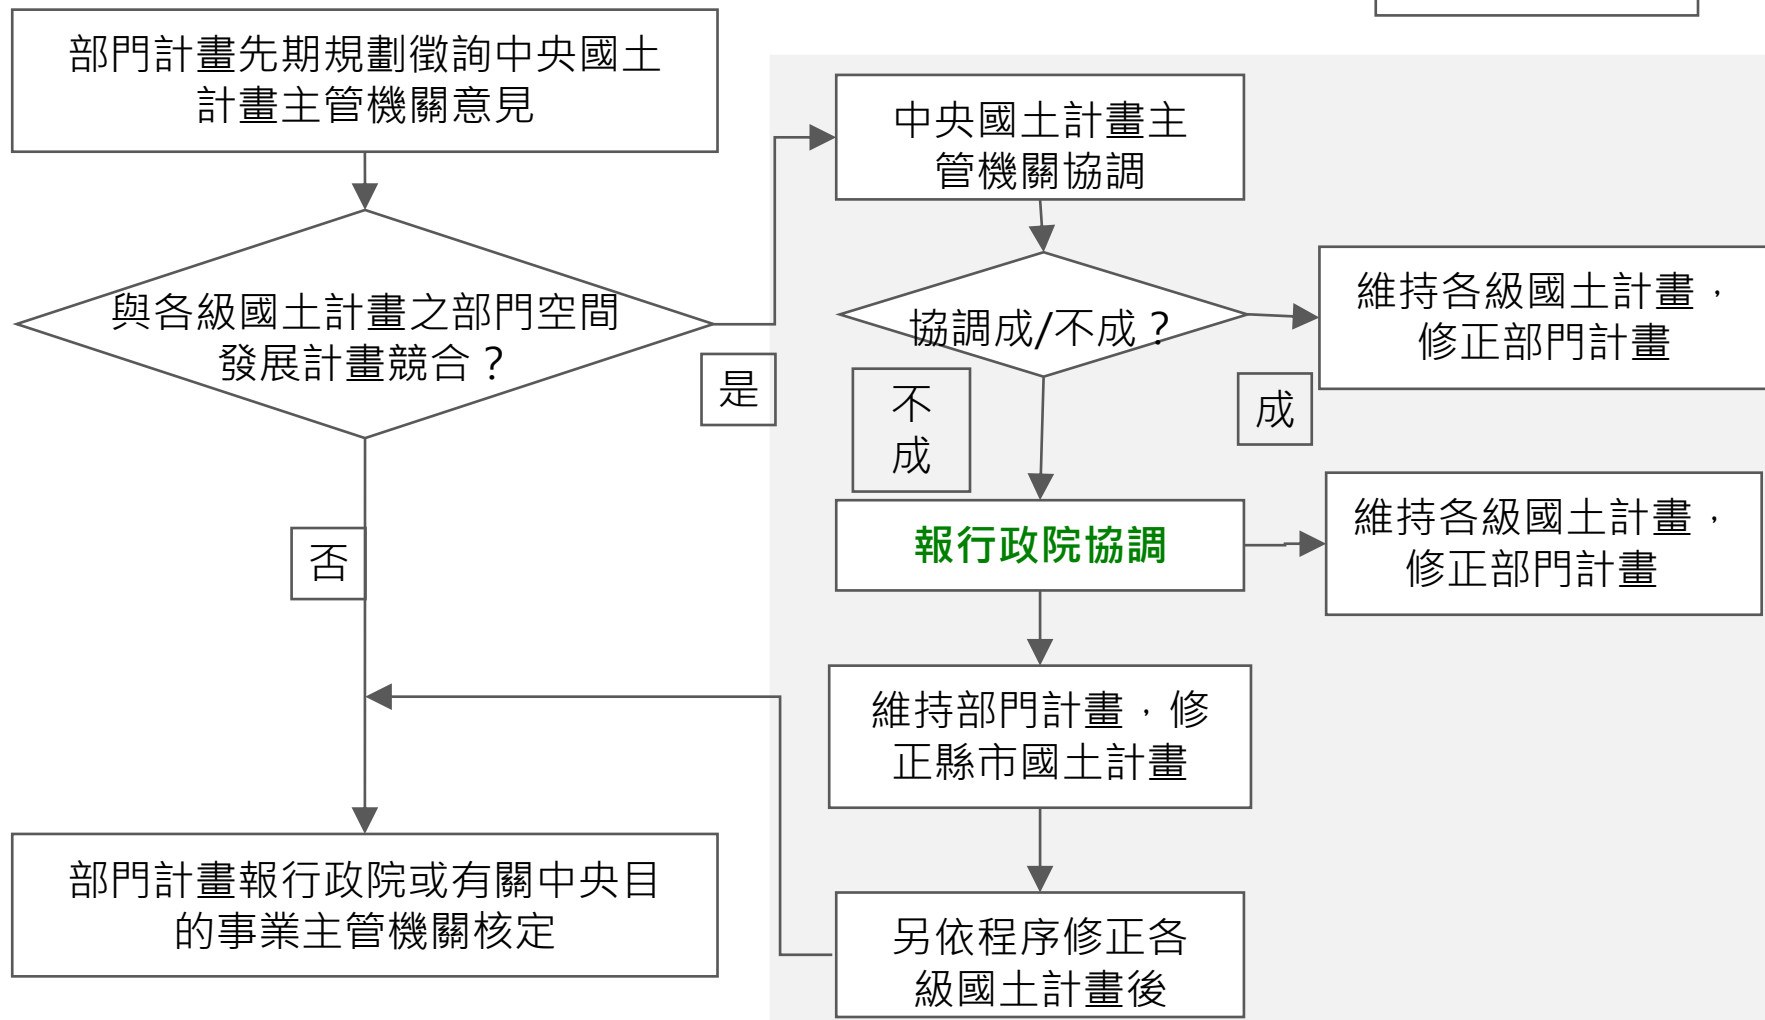 部門計畫先期規劃徵詢中央國土
計畫主管機關意見
與各級國土計畫之部門空間
發展計畫競合？
是
否
部門計畫報行政院或有關中央目
的事業主管機關核定
中央國土計畫主
管機關協調
協調成/不成？
不
成
成
維持各級國土計畫，
修正部門計畫
報行政院協調
維持各級國土計畫，
修正部門計畫
維持部門計畫，修
正縣市國土計畫
另依程序修正各
級國土計畫後